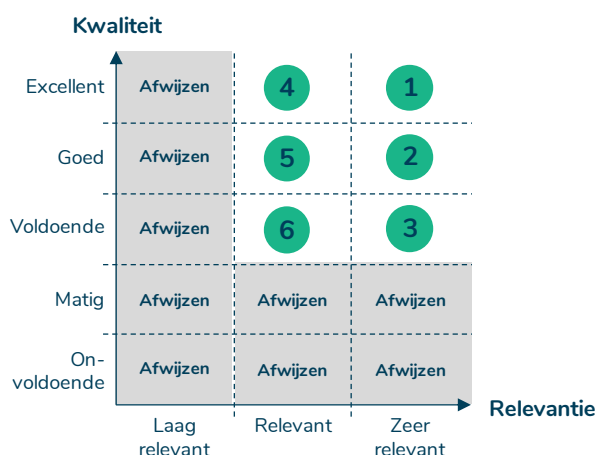 Kwaliteit
Excellent Afwijzen 4 1
Goed Afwijzen 5 2
Voldoende Afwijzen 6 3
Matig Afwijzen Afwijzen Afwijzen
On-
voldoende Afwijzen Afwijzen Afwijzen
Relevantie
Laag Relevant Zeer
relevant relevant